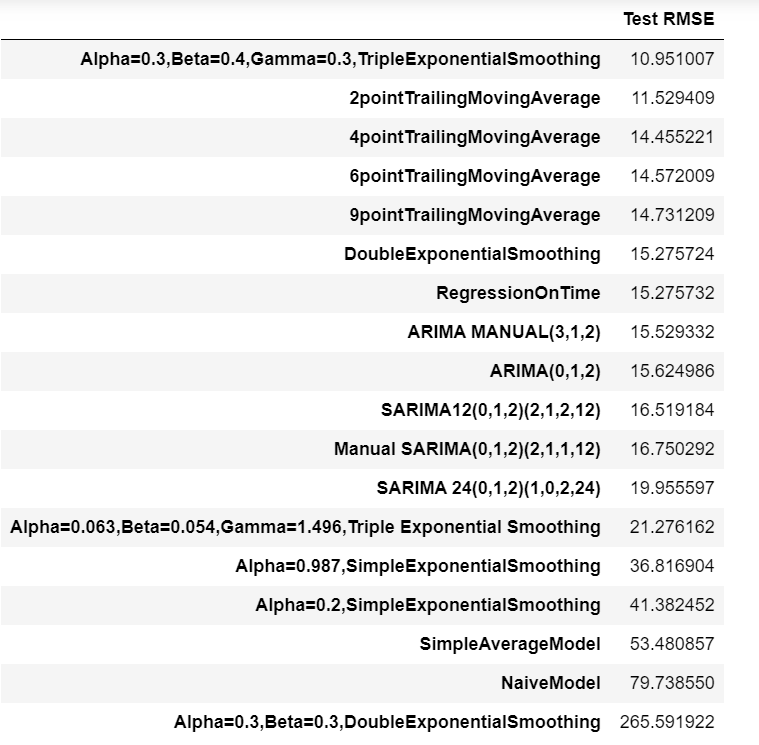 Test RMSE
Alpha=0.3,Beta=0.4,Gamma=0.3,TripleExponentialSmoothing 10.951007
2pointTrailingMovingAverage 11.529409
4pointTrailingMovingAverage 14.455221
6pointTrailingMovingAverage 14.572009
9pointTrailingMovingAverage 14.731209
DoubleExponentialSmoothing 15.275724
RegressionOnTime 15.275732
ARIMA MANUAL(3,1,2) 15.529332
ARIMA(0,1,2) 15.624986
SARIMA12(0,1,2)(2,1,2,12) 16.519184
Manual SARIMA(0,1,2)(2,1,1,12) 16.750292
SARIMA 24(0,1,2)(1,0,2,24) 19.955597
Alpha=0.063,Beta=0.054,Gamma=1.496,Triple Exponential Smoothing 21.276162
Alpha=0.987,SimpleExponentialSmoothing 36.816904
Alpha=0.2,SimpleExponentialSmoothing 41.382452
SimpleAverageModel 53.480857
NaiveModel 79.738550
Alpha=0.3,Beta=0.3,DoubleExponentialSmoothing 265.591922